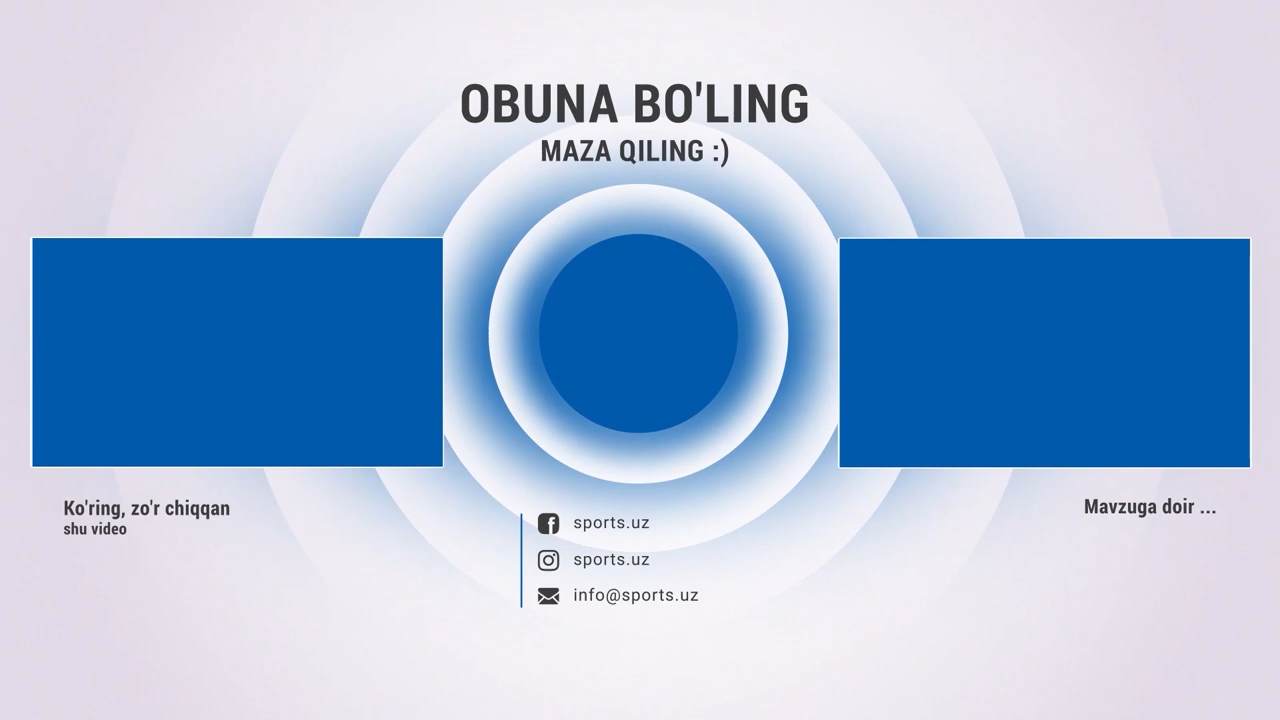 OBUNA BO'LING
MAZA QILING :)
Ko'ring, zo'r chiqqan
shu video
Mavzuga doir ...
sports.uz
sports.uz
info@sports.uz